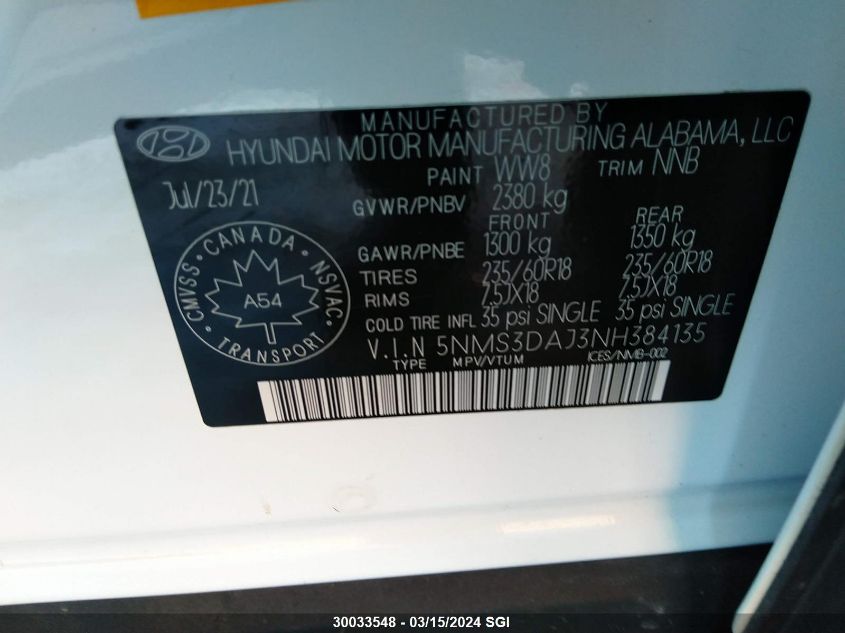 MANUFACTURED BY
HYUNDAI MOTOR MANUFACTURING ALABAMA, LLC
PAINT WW8 TRIM NNB
Jul/23/21
GVWR/PNBV 2380 kg
FRONT REAR
GAWR/PNBE 1300 kg 1350 kg
TIRES 235/60R18 235/60R18
RIMS 7.5JX18 7.5JX18
COLD TIRE INFL 35 psi SINGLE 35 psi SINGLE
V.I.N 5NMS3DAJ3NH384135
TYPE MPV/VTUM ICES/NMB-002
CMVSS • CANADA • NSVAC • TRANSPORT •
A54
30033548 - 03/15/2024 SGI